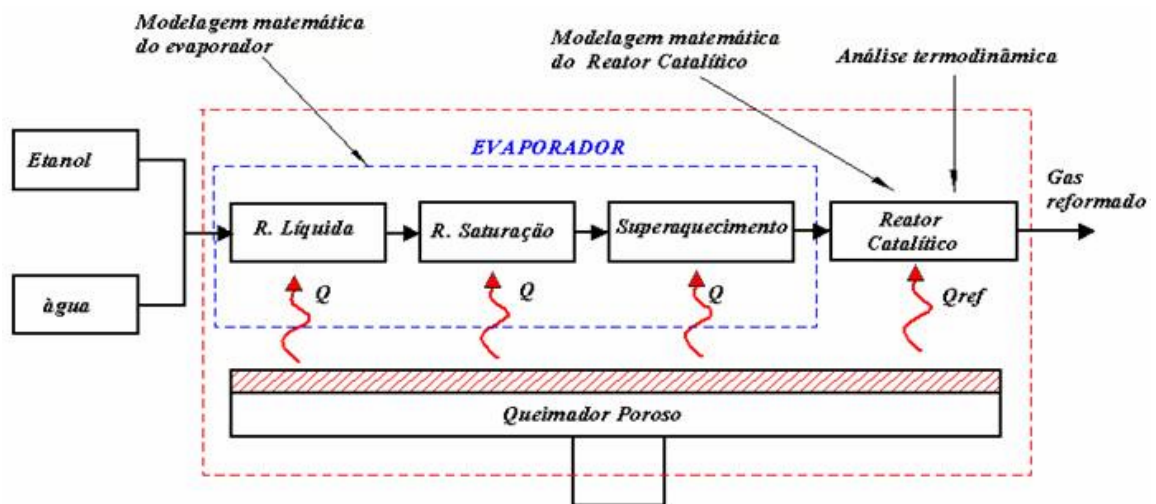 Modelagem matemática
do evaporador
Modelagem matemática
do Reator Catalítico
Análise termodinâmica
EVAPORADOR
Etanol
àgua
R. Líquida
R. Saturação
Superaquecimento
Reator
Catalítico
Gas
reformado
Q
Q
Q
Qref
Queimador Poroso